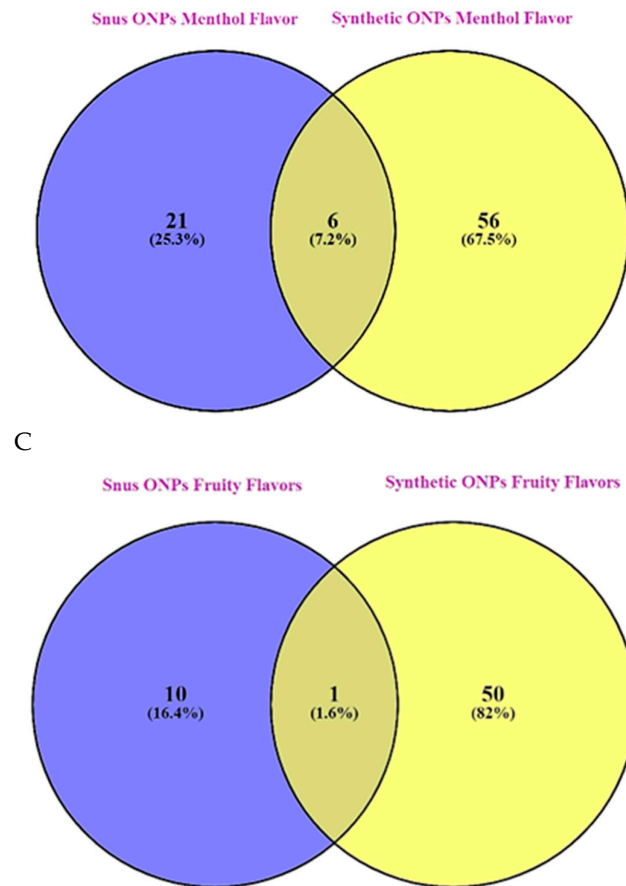 Snus ONPs Menthol Flavor Synthetic ONPs Menthol Flavor
21 6 56
(25.3%) (7.2%) (67.5%)
C
Snus ONPs Fruity Flavors Synthetic ONPs Fruity Flavors
10 1 50
(16.4%) (1.6%) (82%)